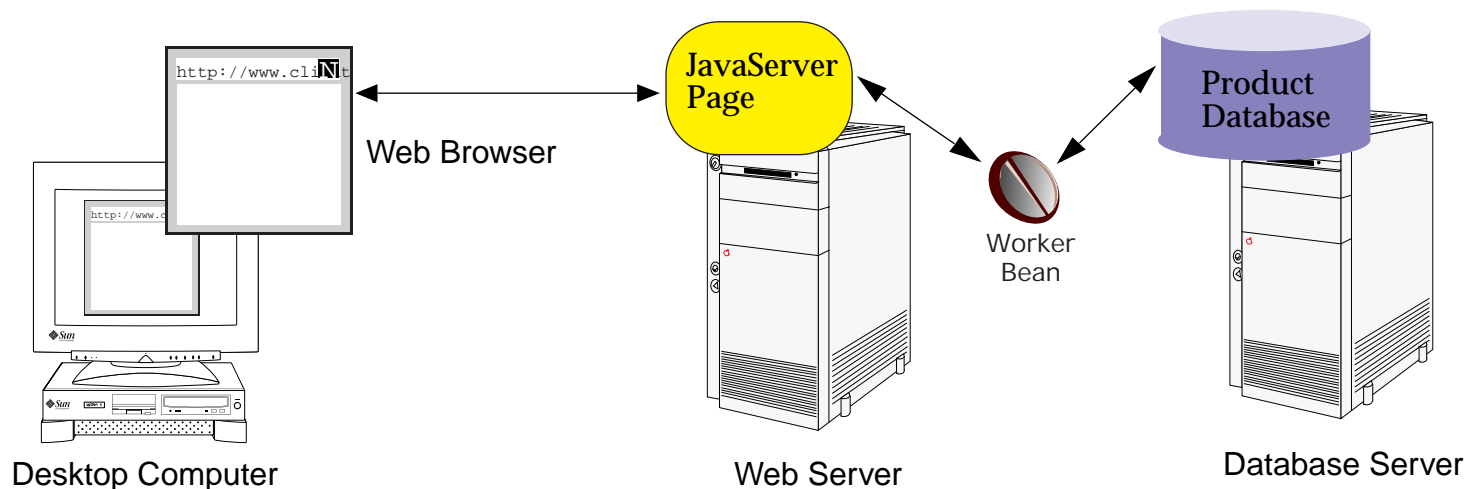 http://www.cliNt
Web Browser
http://www.c
Sun
Sun
Desktop Computer
JavaServer
Page
Web Server
Worker
Bean
Product
Database
Database Server